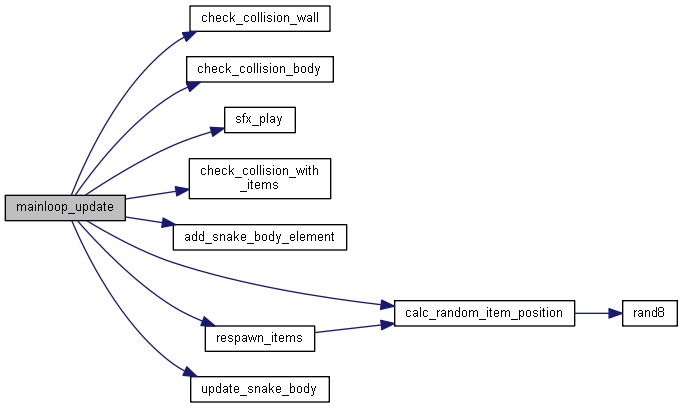 check_collision_wall
check_collision_body
sfx_play
check_collision_with
_items
mainloop_update
add_snake_body_element
calc_random_item_position
rand8
respawn_items
update_snake_body